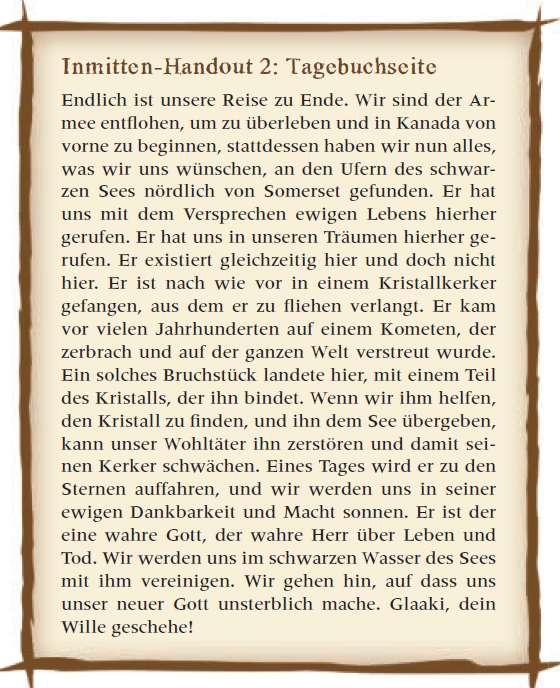 Inmitten-Handout 2: Tagebuchseite
Endlich ist unsere Reise zu Ende. Wir sind der Ar-
mee entflohen, um zu überleben und in Kanada von
vorne zu beginnen, stattdessen haben wir nun alles,
was wir uns wünschen, an den Ufern des schwar-
zen Sees nördlich von Somerset gefunden. Er hat
uns mit dem Versprechen ewigen Lebens hierher
gerufen. Er hat uns in unseren Träumen hierher ge-
rufen. Er existiert gleichzeitig hier und doch nicht
hier. Er ist nach wie vor in einem Kristallkerker
gefangen, aus dem er zu fliehen verlangt. Er kam
vor vielen Jahrhunderten auf einem Kometen, der
zerbrach und auf der ganzen Welt verstreut wurde.
Ein solches Bruchstück landete hier, mit einem Teil
des Kristalls, der ihn bindet. Wenn wir ihm helfen,
den Kristall zu finden, und ihn dem See übergeben,
kann unser Wohltäter ihn zerstören und damit sei-
nen Kerker schwächen. Eines Tages wird er zu den
Sternen auffahren, und wir werden uns in seiner
ewigen Dankbarkeit und Macht sonnen. Er ist der
eine wahre Gott, der wahre Herr über Leben und
Tod. Wir werden uns im schwarzen Wasser des Sees
mit ihm vereinigen. Wir gehen hin, auf dass uns
unser neuer Gott unsterblich mache. Glaaki, dein
Wille geschehe!